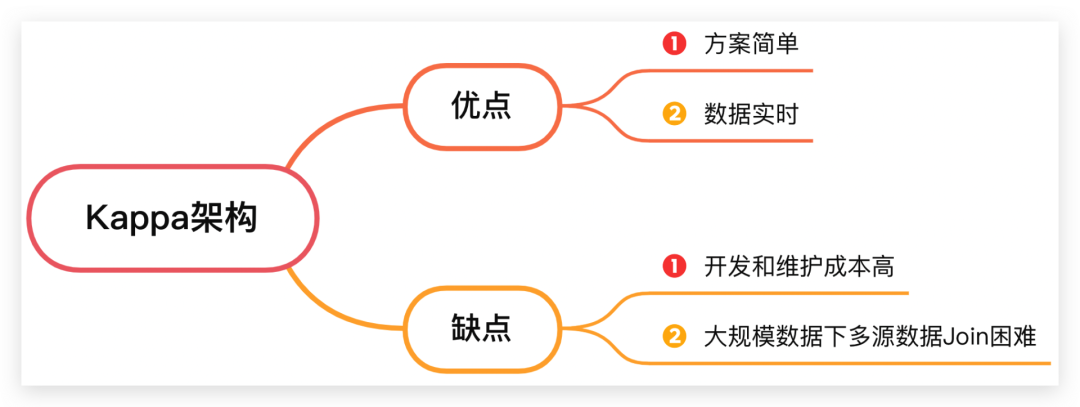 Kappa架构
优点
1 方案简单
2 数据实时
缺点
1 开发和维护成本高
2 大规模数据下多源数据Join困难